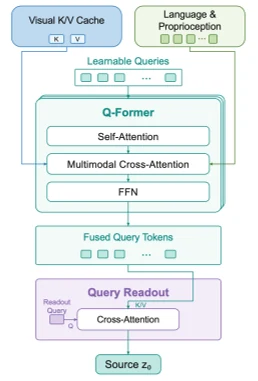 Visual K/V Cache
K V
Language &
Proprioception
...
Learnable Queries
...
Q-Former
Self-Attention
Multimodal Cross-Attention
FFN
Fused Query Tokens
...
Query Readout
Readout
Query
K/V
Q
Cross-Attention
Source z₀